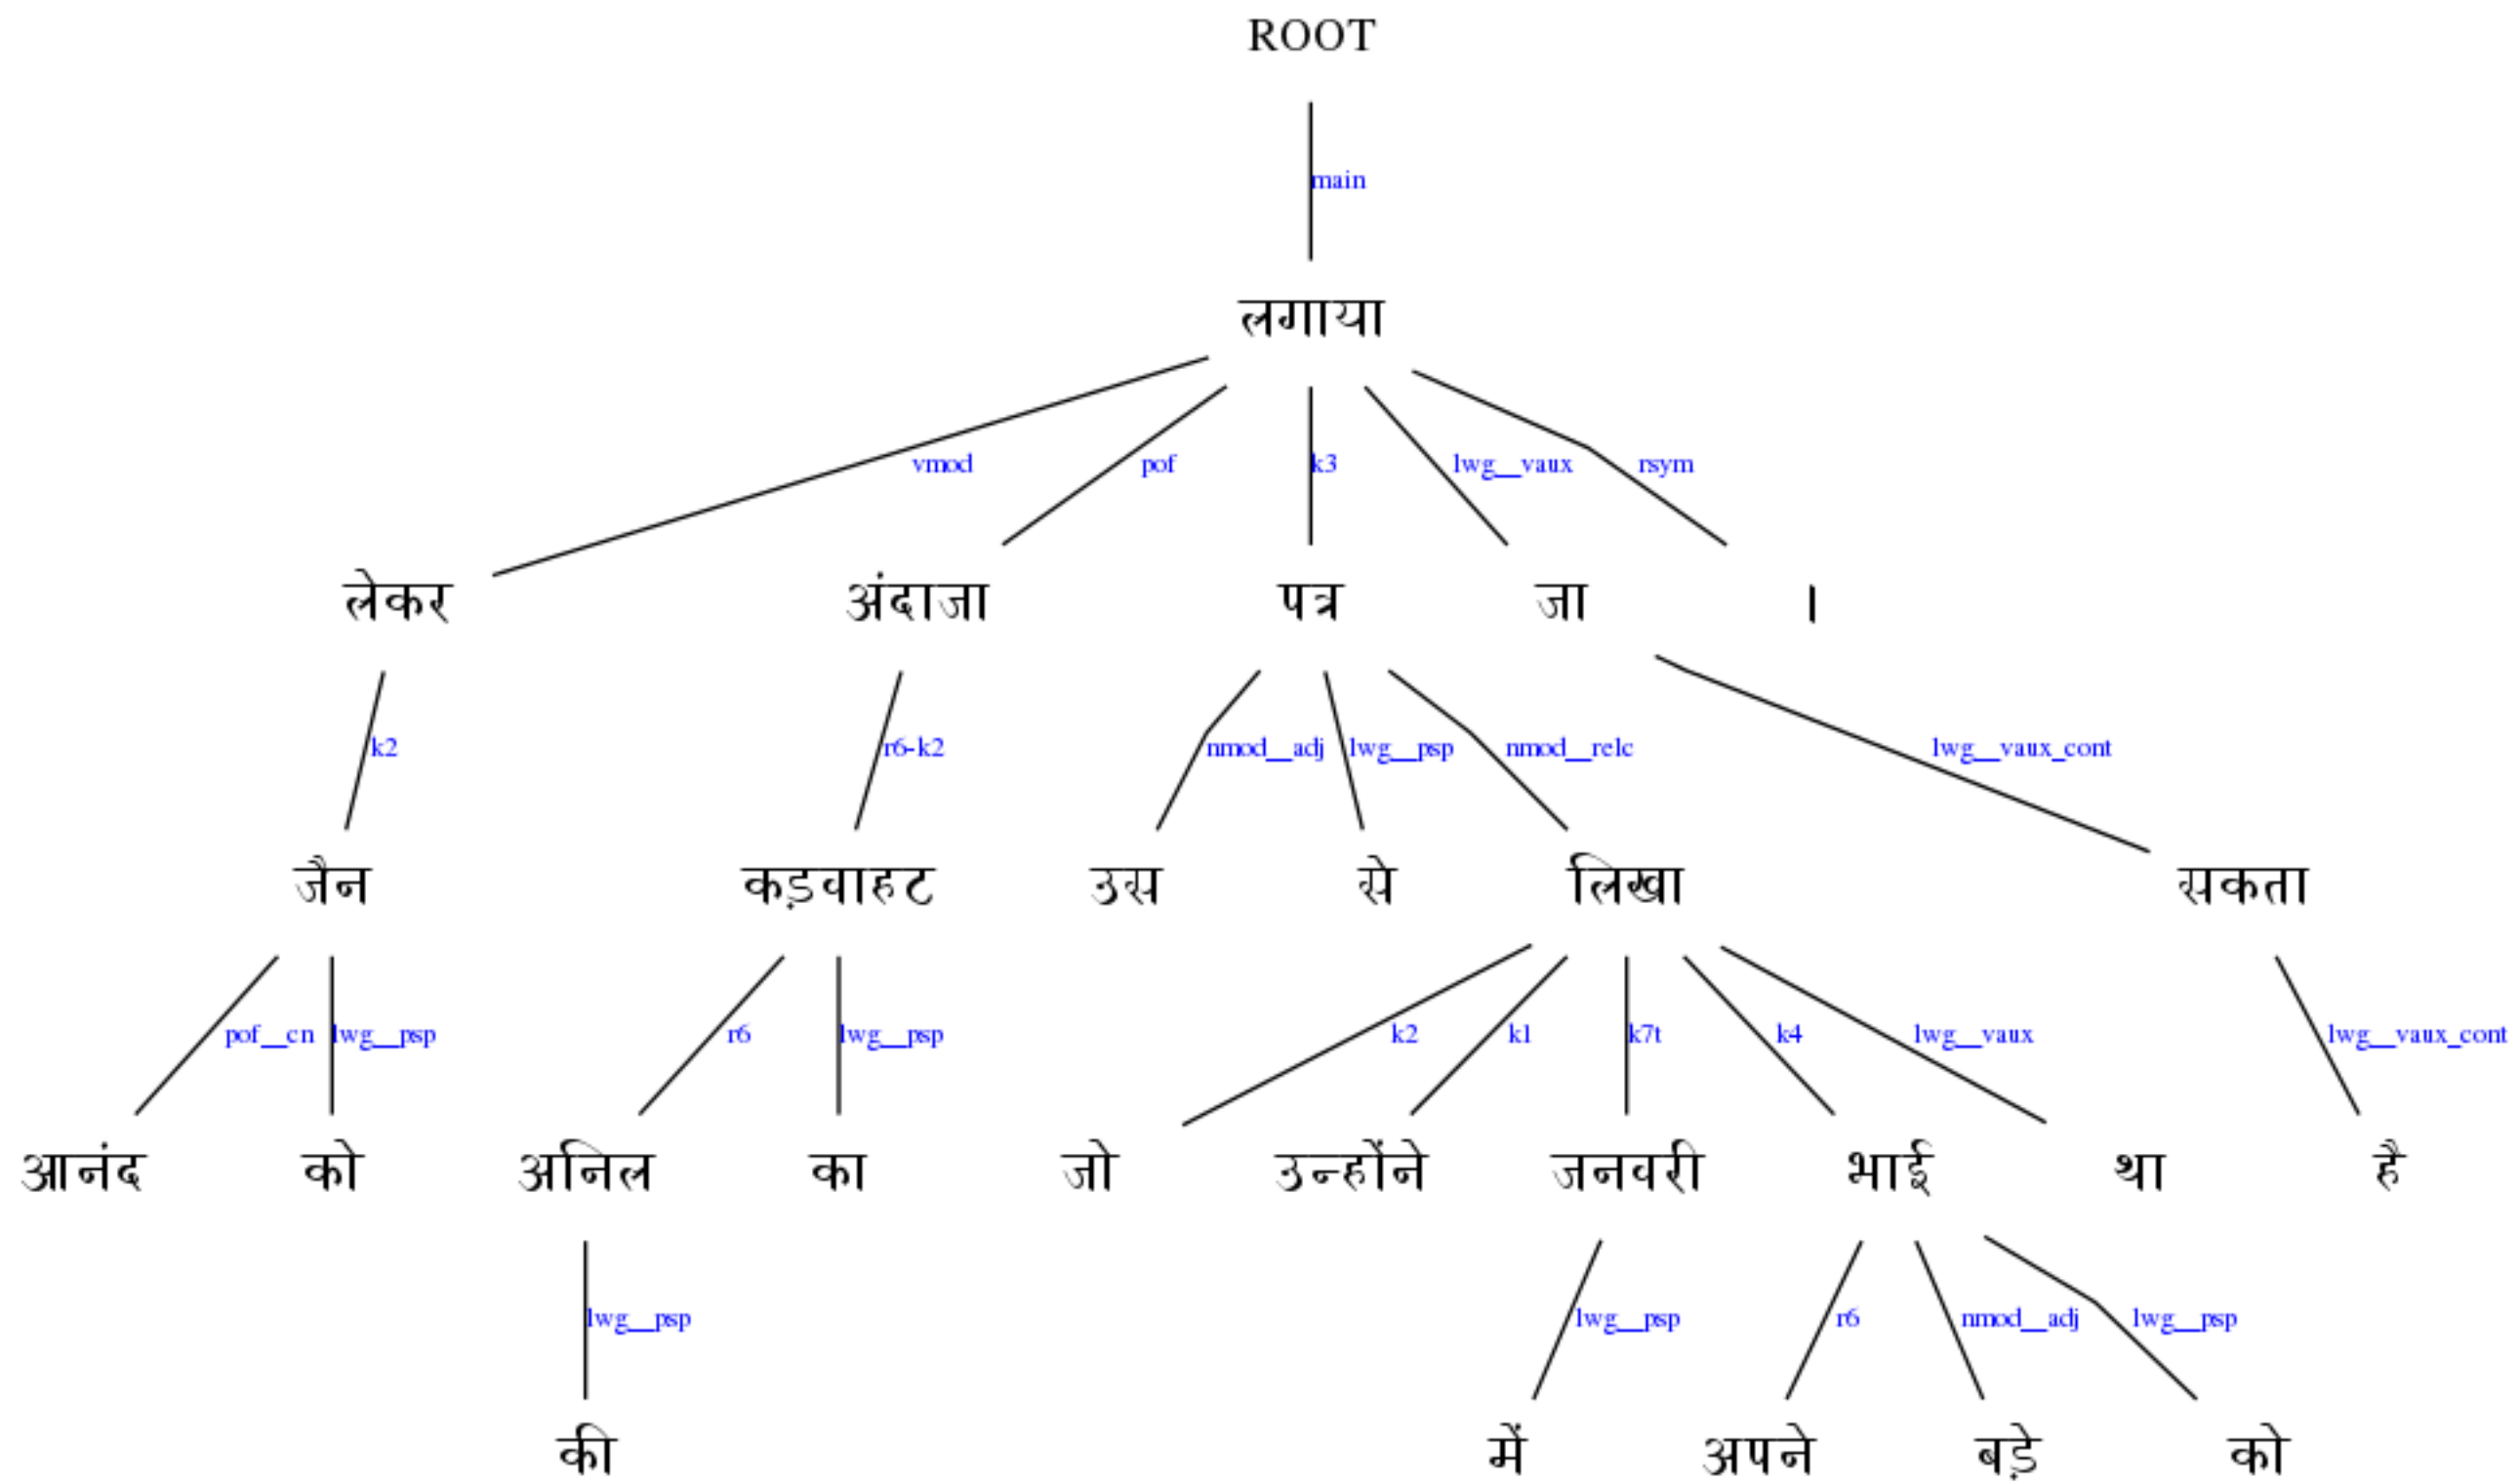 ROOT
main
लगाया
vmod pof k3 lwg__vaux rsym
लेकर अंदाजा पत्र जा ।
k2 r6-k2 nmod__adj lwg__psp nmod__relc lwg__vaux_cont
जैन कड़वाहट उस से लिखा सकता
pof__cn lwg__psp r6 lwg__psp k2 k1 k7t k4 lwg__vaux lwg__vaux_cont
आनंद को अनिल का जो उन्होंने जनवरी भाई था है
lwg__psp lwg__psp r6 nmod__adj lwg__psp
की में अपने बड़े को